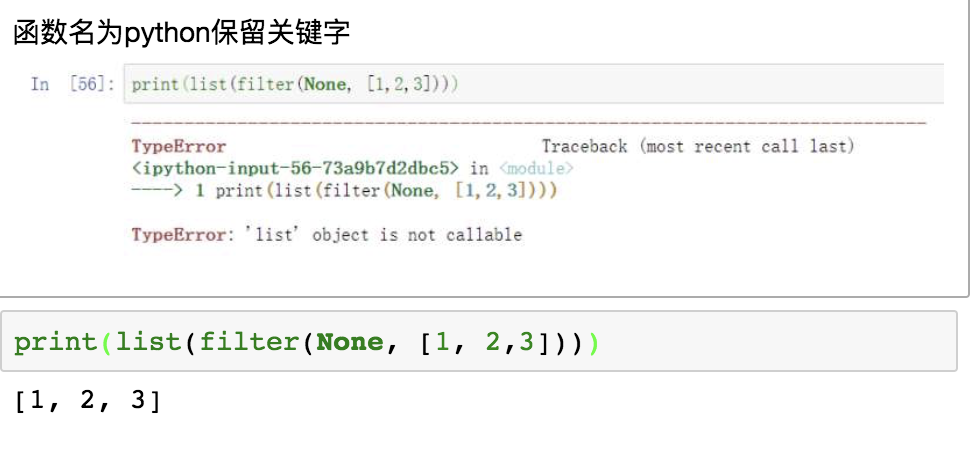 函数名为python保留关键字
In [56]: print(list(filter(None, [1,2,3])))
TypeError Traceback (most recent call last)
<ipython-input-56-73a9b7d2dbc5> in <module>
----> 1 print(list(filter(None, [1,2,3])))
TypeError: 'list' object is not callable
print(list(filter(None, [1, 2,3])))
[1, 2, 3]